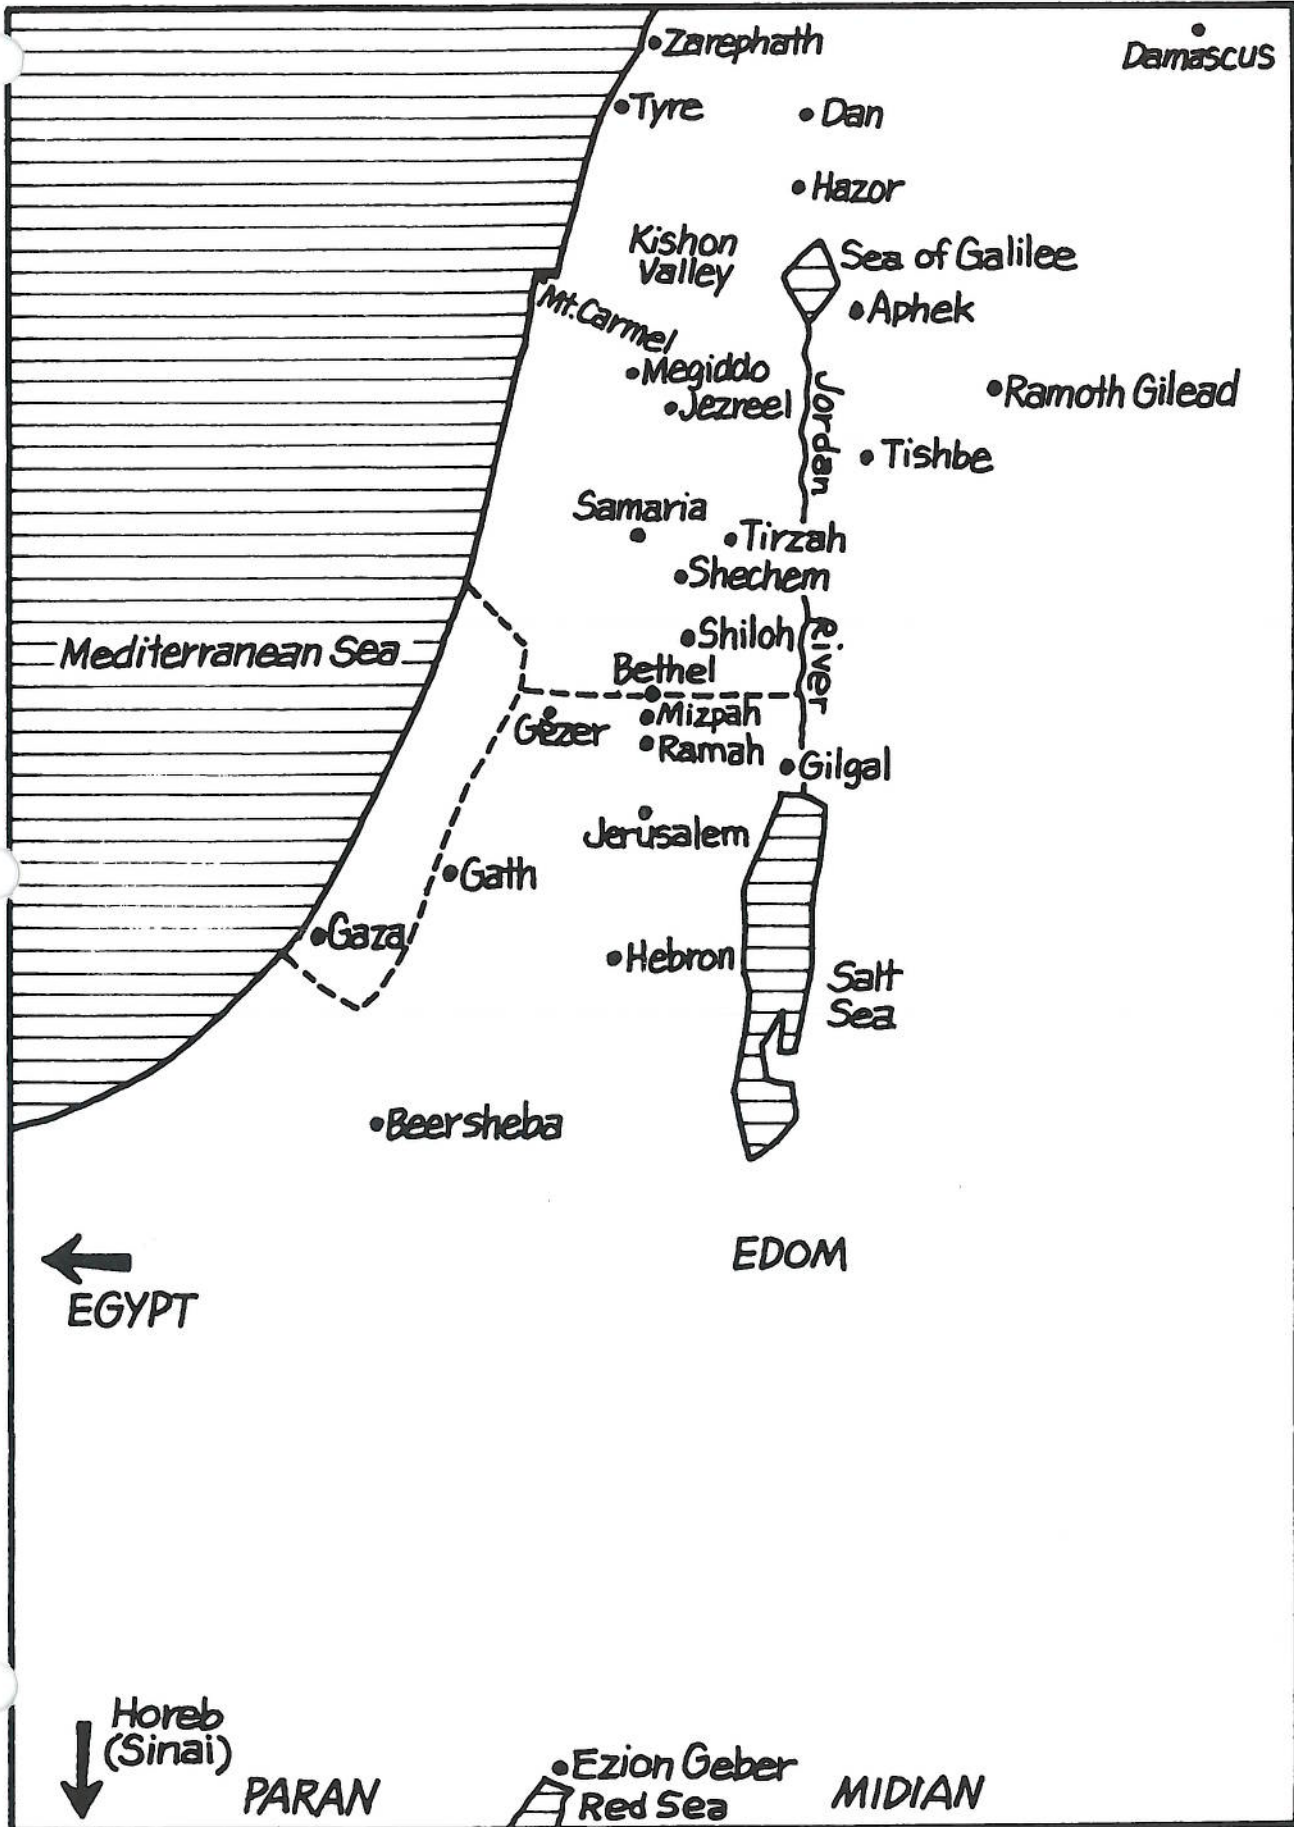 Zarephath
Damascus
Tyre
Dan
Hazor
Kishon
Valley
Sea of Galilee
Aphek
Mt. Carmel
Megiddo
Jezreel
Jordan
Ramoth Gilead
Tishbe
Samaria
Tirzah
Shechem
Shiloh
River
Mediterranean Sea
Bethel
Mizpah
Gezer
Ramah
Gilgal
Jerusalem
Gath
Gaza
Hebron
Salt
Sea
Beersheba
EDOM
EGYPT
Horeb
(Sinai)
PARAN
Ezion Geber
Red Sea
MIDIAN